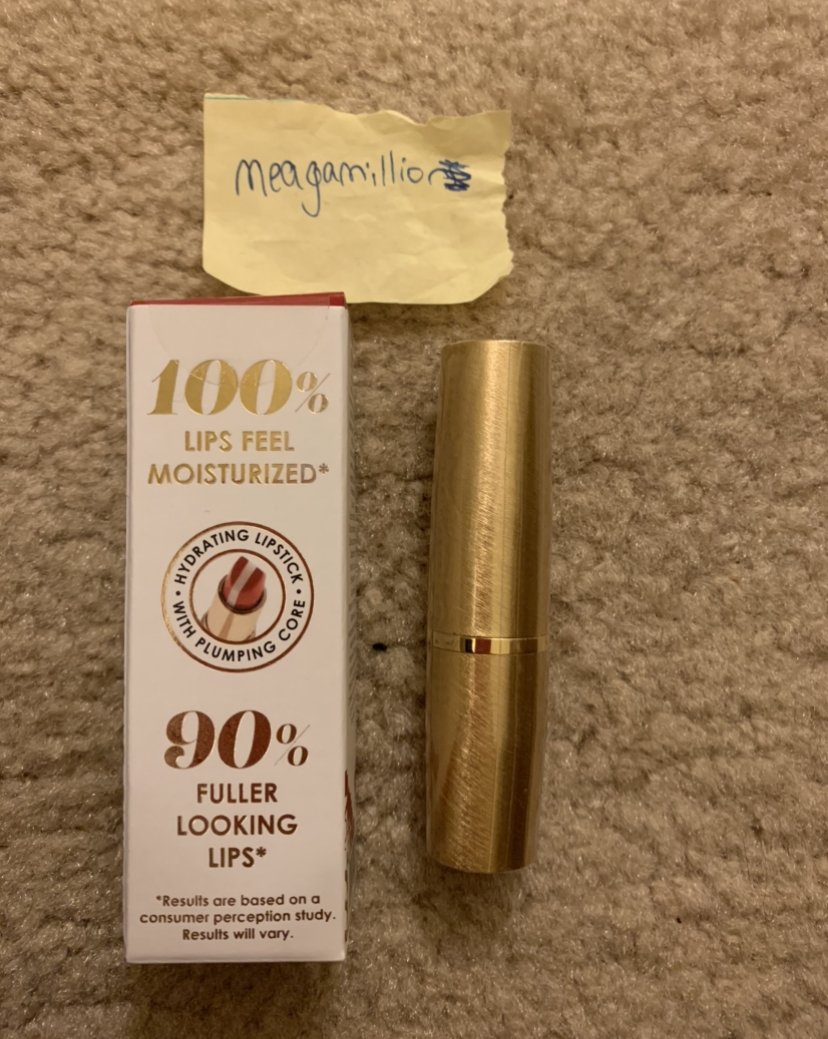 meagamillion
100%
LIPS FEEL
MOISTURIZED*
• HYDRATING LIPSTICK •
WITH PLUMPING CORE
90%
FULLER
LOOKING
LIPS*
*Results are based on a
consumer perception study.
Results will vary.